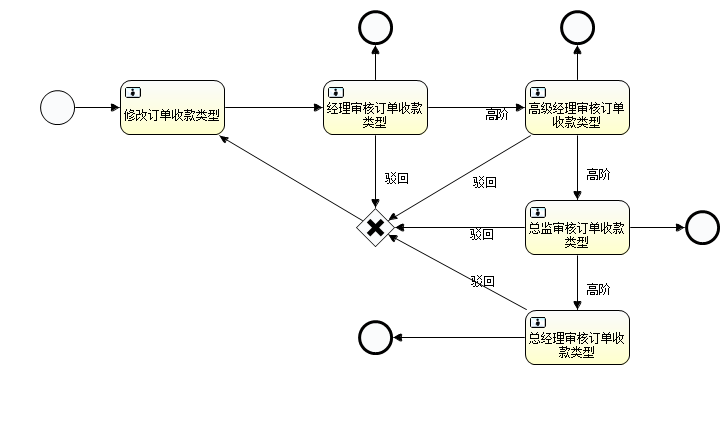 修改订单收款类型
经理审核订单收款
类型
高阶
高级经理审核订单
收款类型
驳回
驳回
高阶
总监审核订单收款
类型
驳回
驳回
高阶
总经理审核订单收
款类型